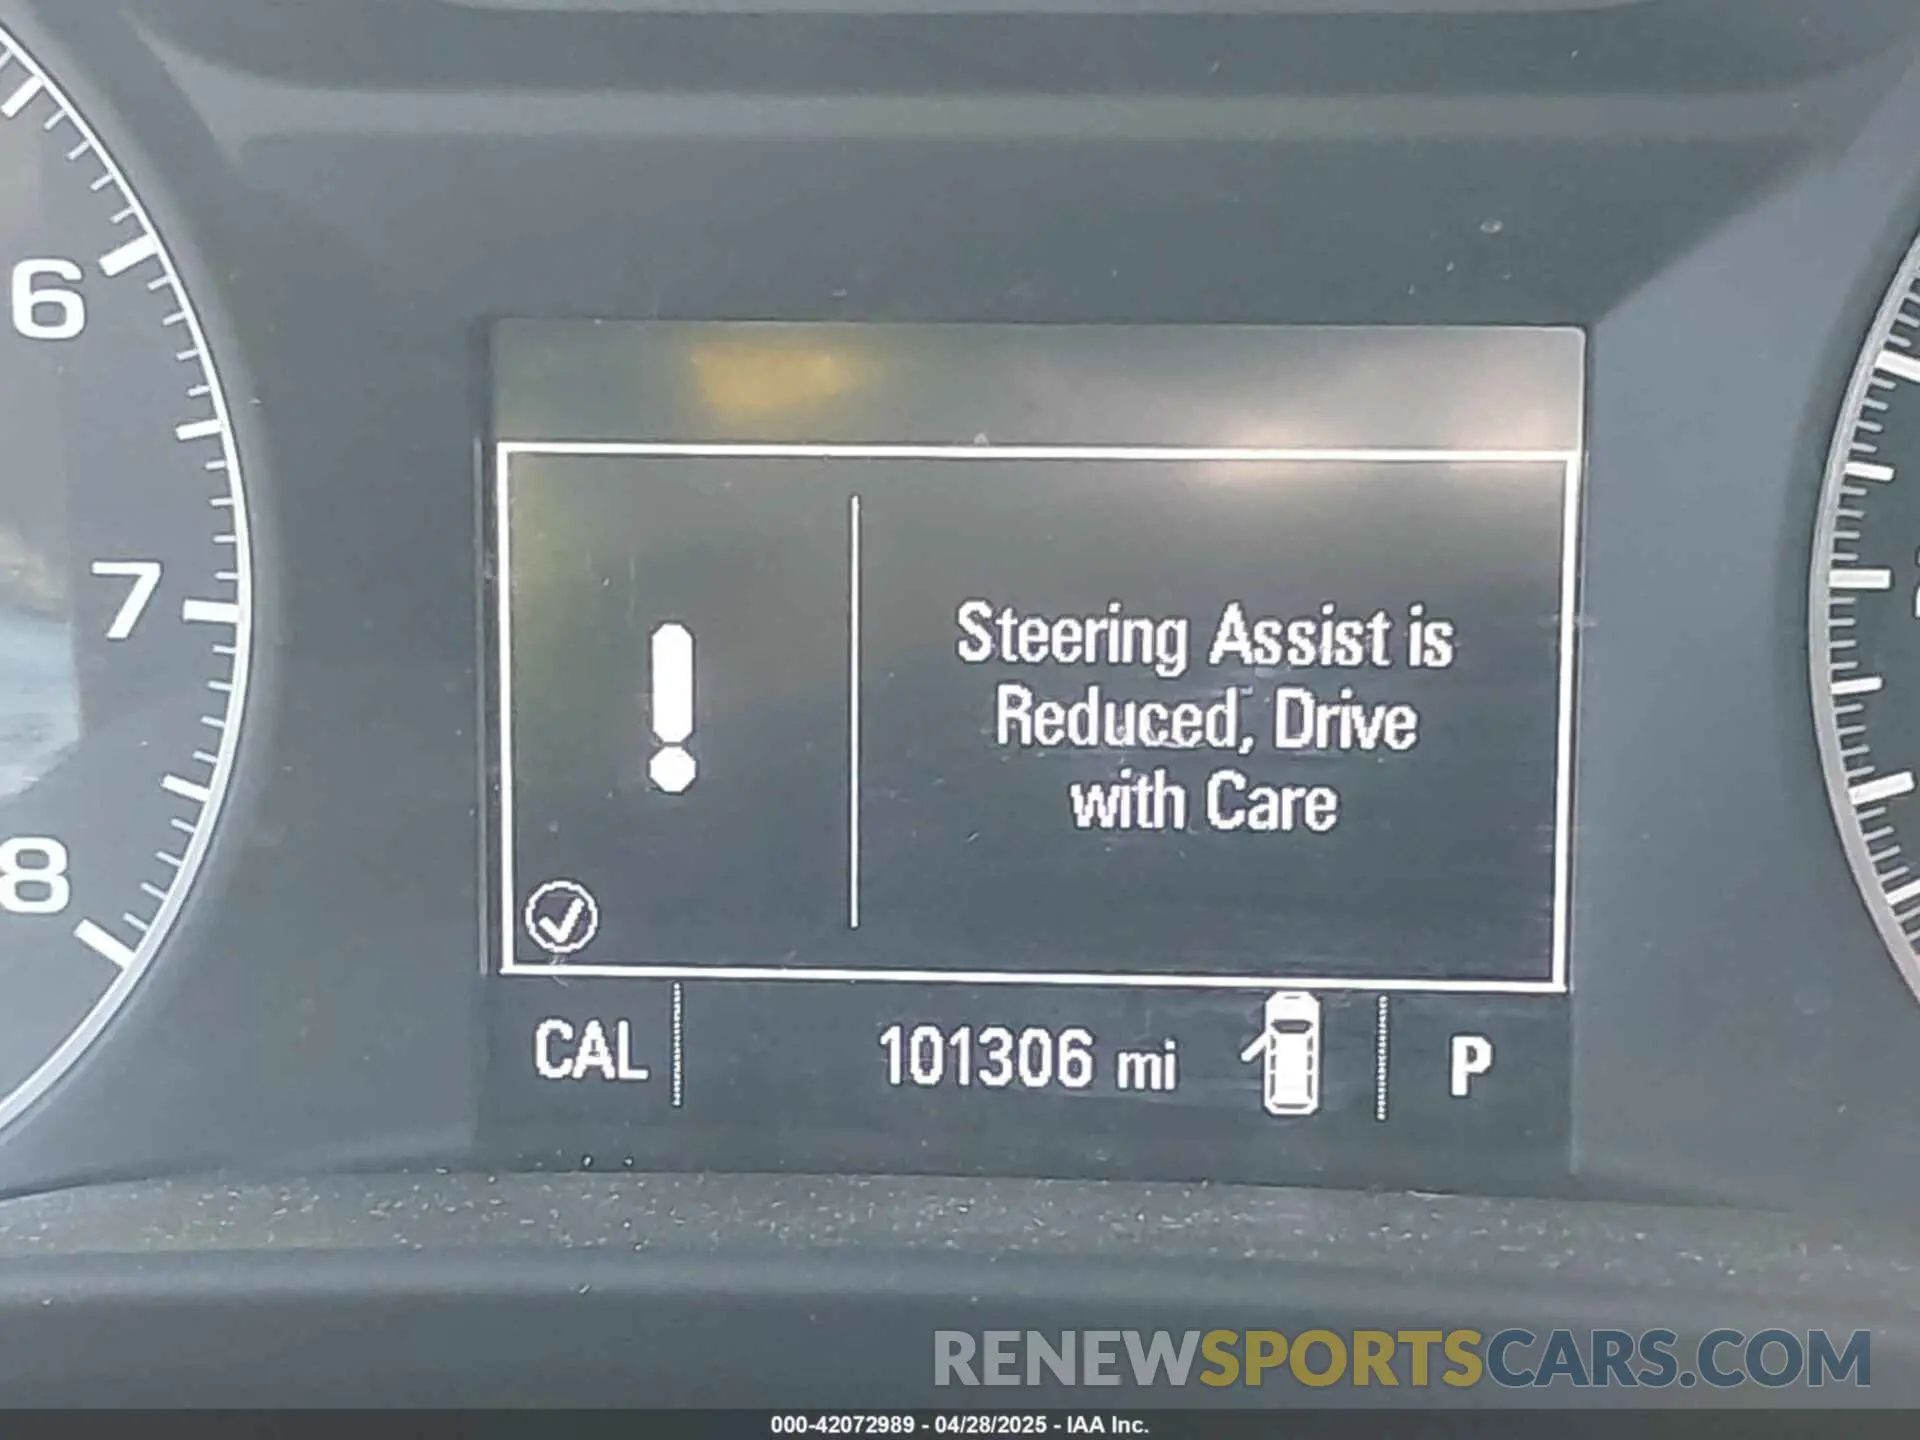 6
7
8
Steering Assist is
Reduced, Drive
with Care
CAL
101306 mi
P
RENEWSPORTSCARS.COM
000-42072989 - 04/28/2025 - IAA Inc.